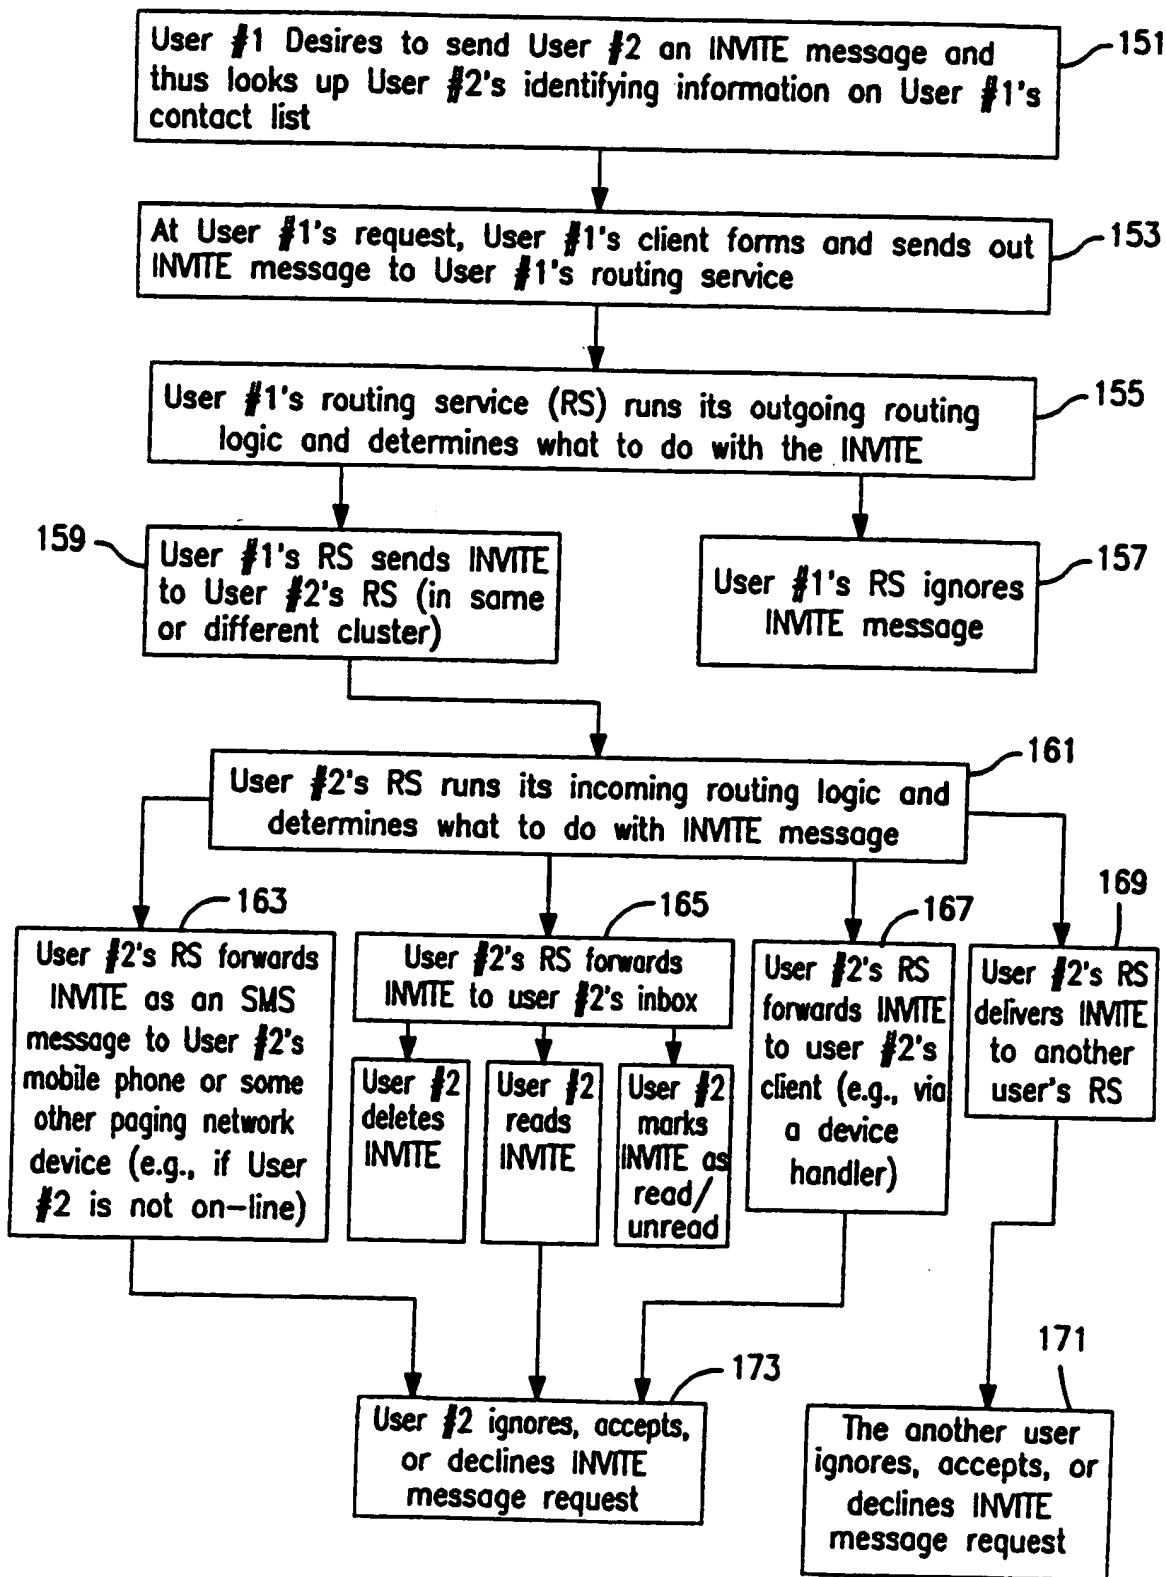 User #1 Desires to send User #2 an INVITE message and
thus looks up User #2's identifying information on User #1's
contact list
151
At User #1's request, User #1's client forms and sends out
INVITE message to User #1's routing service
153
User #1's routing service (RS) runs its outgoing routing
logic and determines what to do with the INVITE
155
159
User #1's RS sends INVITE
to User #2's RS (in same
or different cluster)
User #1's RS ignores
INVITE message
157
161
User #2's RS runs its incoming routing logic and
determines what to do with INVITE message
163
User #2's RS forwards
INVITE as an SMS
message to User #2's
mobile phone or some
other paging network
device (e.g., if User
#2 is not on-line)
165
User #2's RS forwards
INVITE to user #2's inbox
User #2
deletes
INVITE
User #2
reads
INVITE
User #2
marks
INVITE as
read/
unread
167
User #2's RS
forwards INVITE
to user #2's
client (e.g., via
a device
handler)
169
User #2's RS
delivers INVITE
to another
user's RS
173
User #2 ignores, accepts,
or declines INVITE
message request
171
The another user
ignores, accepts, or
declines INVITE
message request